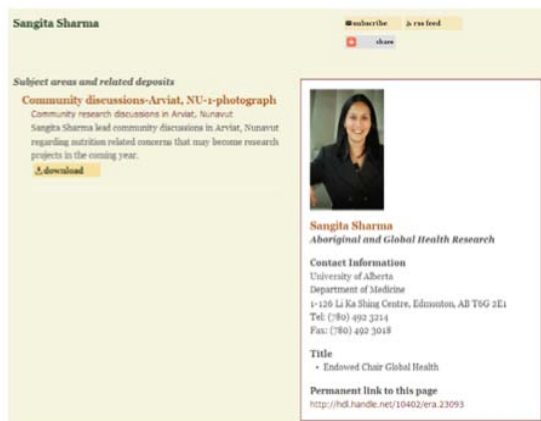 Sangita Sharma
subscribe
rss feed
share
Subject areas and related deposits
Community discussions-Arviat, NU-1-photograph
Community research discussions in Arviat, Nunavut
Sangita Sharma lead community discussions in Arviat, Nunavut
regarding nutrition related concerns that may become research
projects in the coming year.
download
Sangita Sharma
Aboriginal and Global Health Research
Contact Information
University of Alberta
Department of Medicine
1-126 Li Ka Shing Centre, Edmonton, AB T6G 2E1
Tel: (780) 492 3214
Fax: (780) 492 3018
Title
• Endowed Chair Global Health
Permanent link to this page
http://hdl.handle.net/10402/era.23093